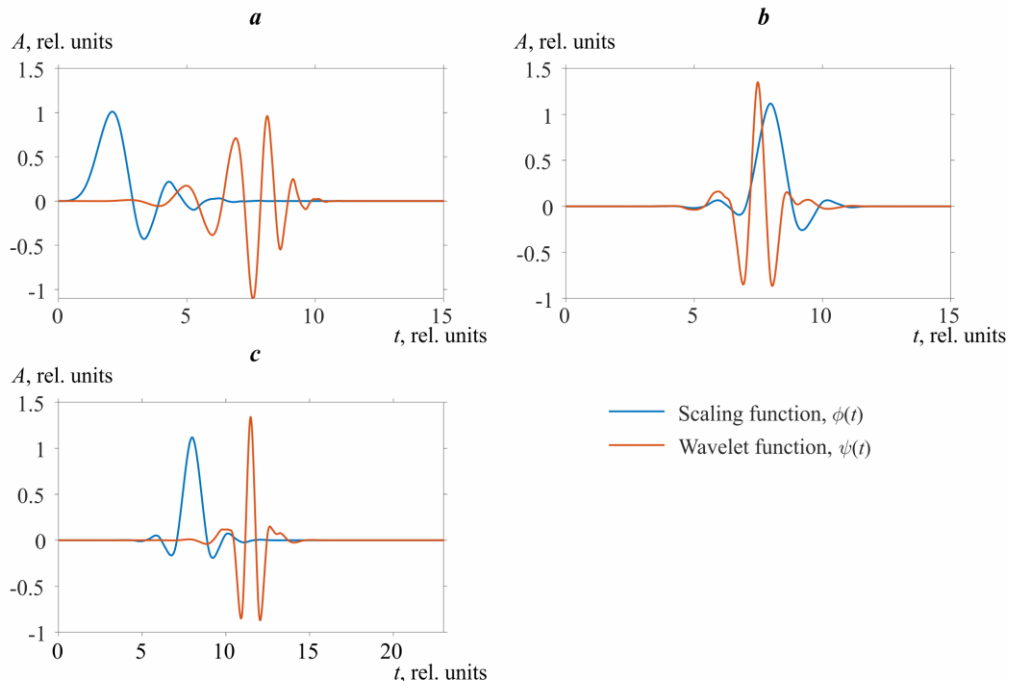 a
A, rel. units
1.5
1
0.5
0
-0.5
-1
0 5 10 15
t, rel. units
b
A, rel. units
1.5
1
0.5
0
-0.5
-1
0 5 10 15
t, rel. units
c
A, rel. units
1.5
1
0.5
0
-0.5
-1
0 5 10 15 20
t, rel. units
Scaling function, ϕ(t)
Wavelet function, ψ(t)